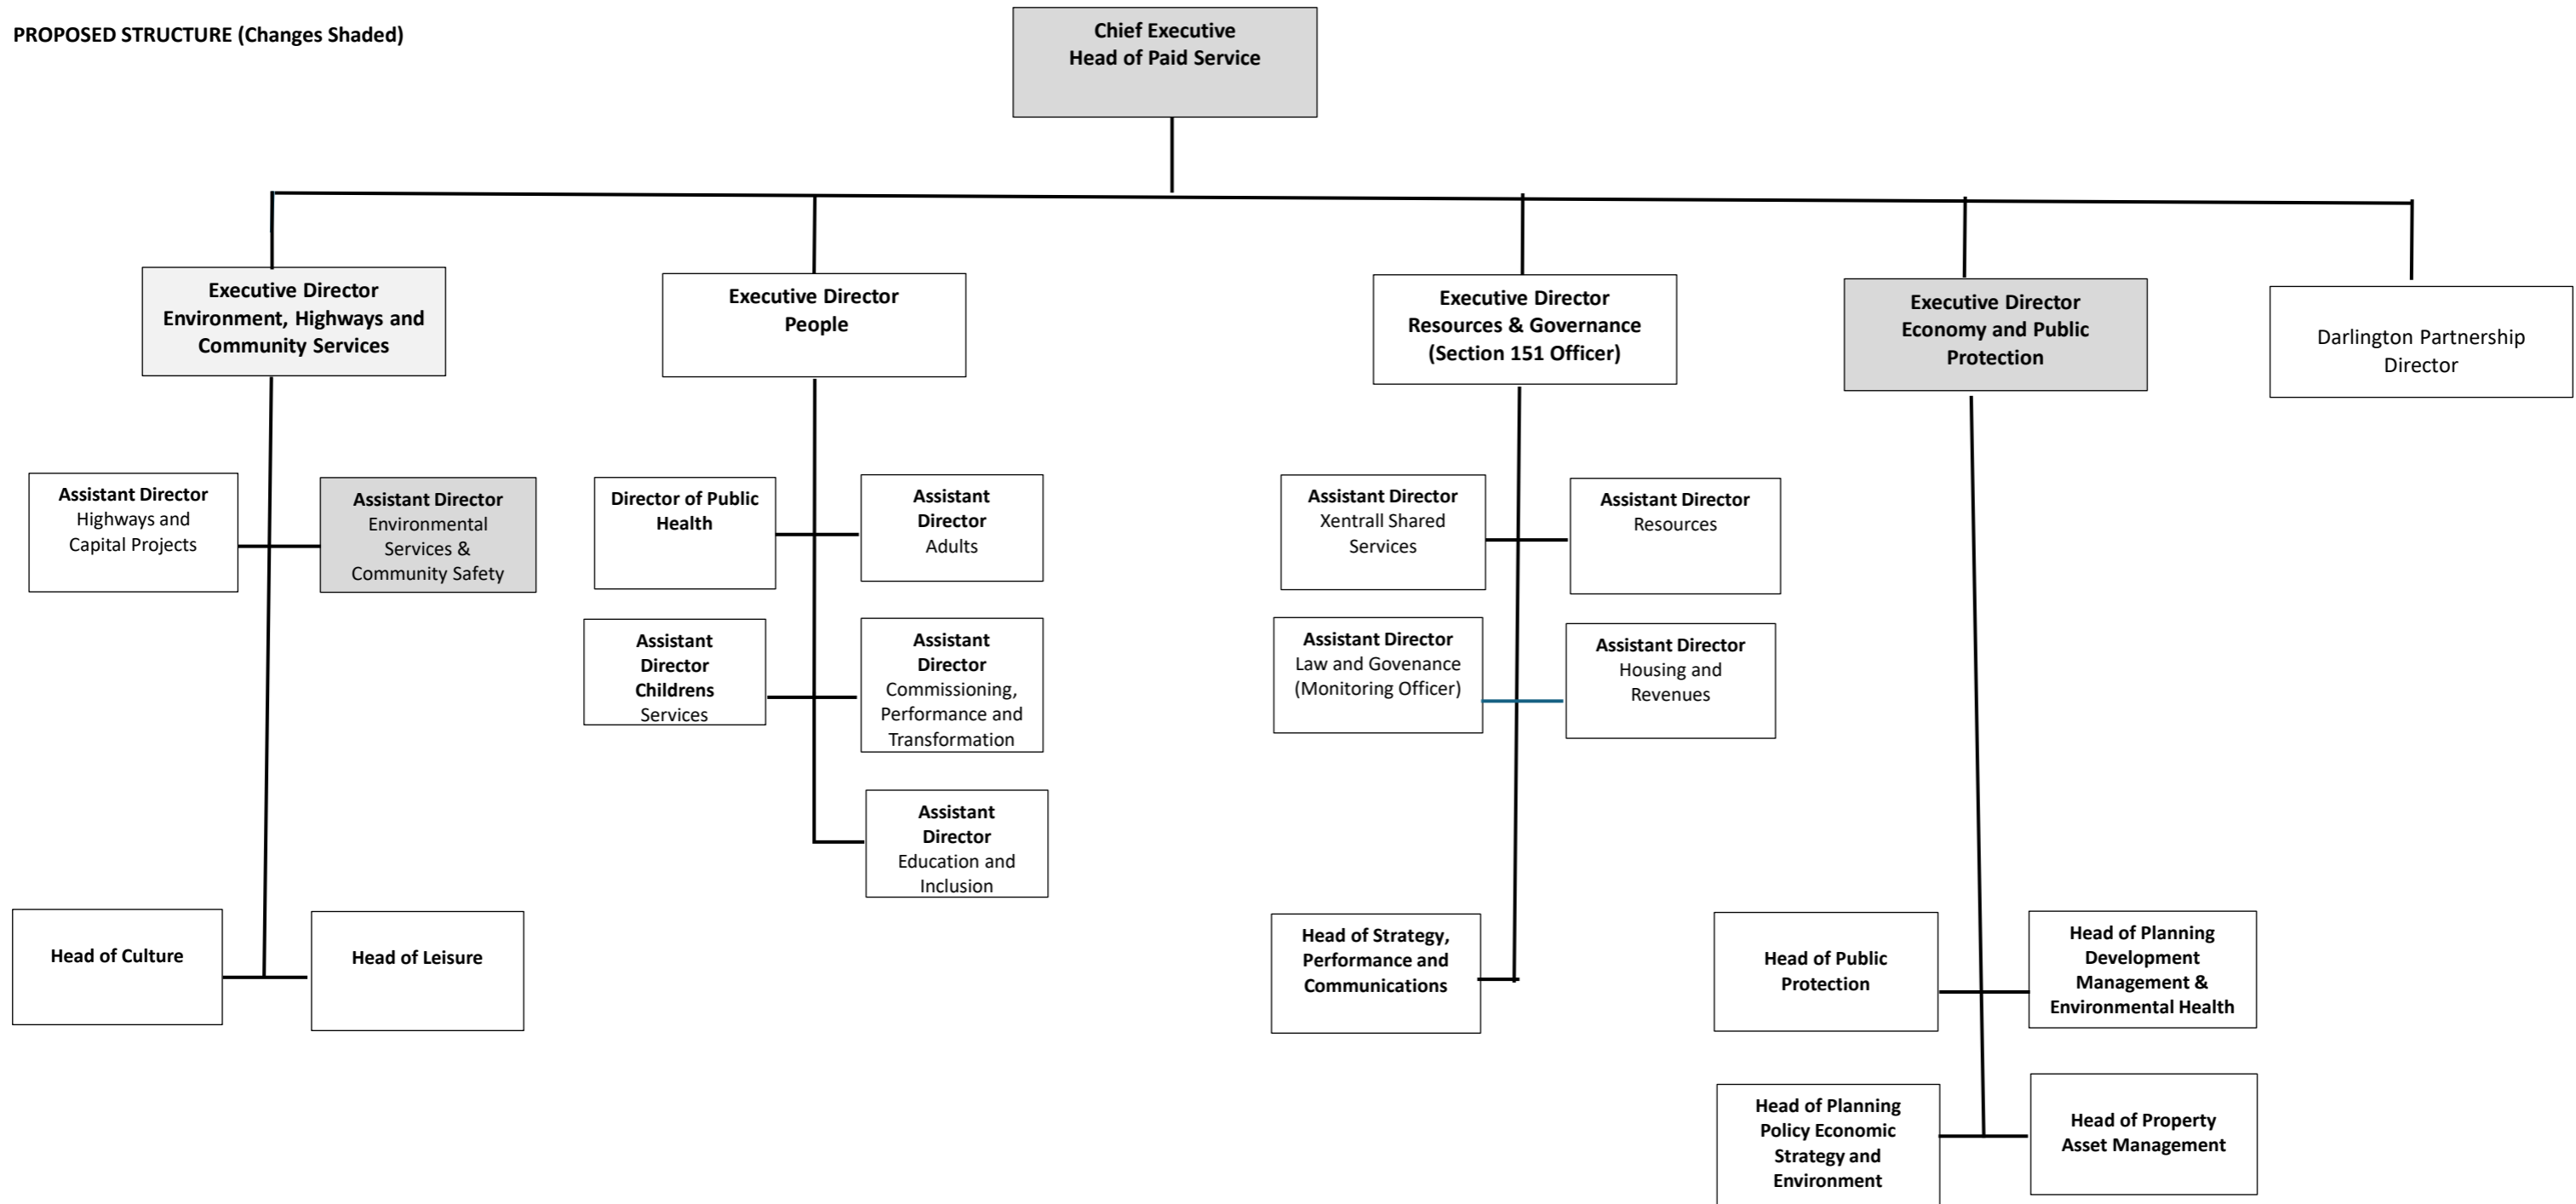 PROPOSED STRUCTURE (Changes Shaded)
Chief Executive
Head of Paid Service
Executive Director
Environment, Highways and
Community Services
Executive Director
People
Executive Director
Resources & Governance
(Section 151 Officer)
Executive Director
Economy and Public
Protection
Darlington Partnership
Director
Assistant Director
Highways and
Capital Projects
Assistant Director
Environmental
Services &
Community Safety
Director of Public
Health
Assistant
Director
Adults
Assistant Director
Xentrall Shared
Services
Assistant Director
Resources
Assistant
Director
Childrens
Services
Assistant
Director
Commissioning,
Performance and
Transformation
Assistant Director
Law and Govenance
(Monitoring Officer)
Assistant Director
Housing and
Revenues
Assistant
Director
Education and
Inclusion
Head of Culture
Head of Leisure
Head of Strategy,
Performance and
Communications
Head of Public
Protection
Head of Planning
Development
Management &
Environmental Health
Head of Planning
Policy Economic
Strategy and
Environment
Head of Property
Asset Management